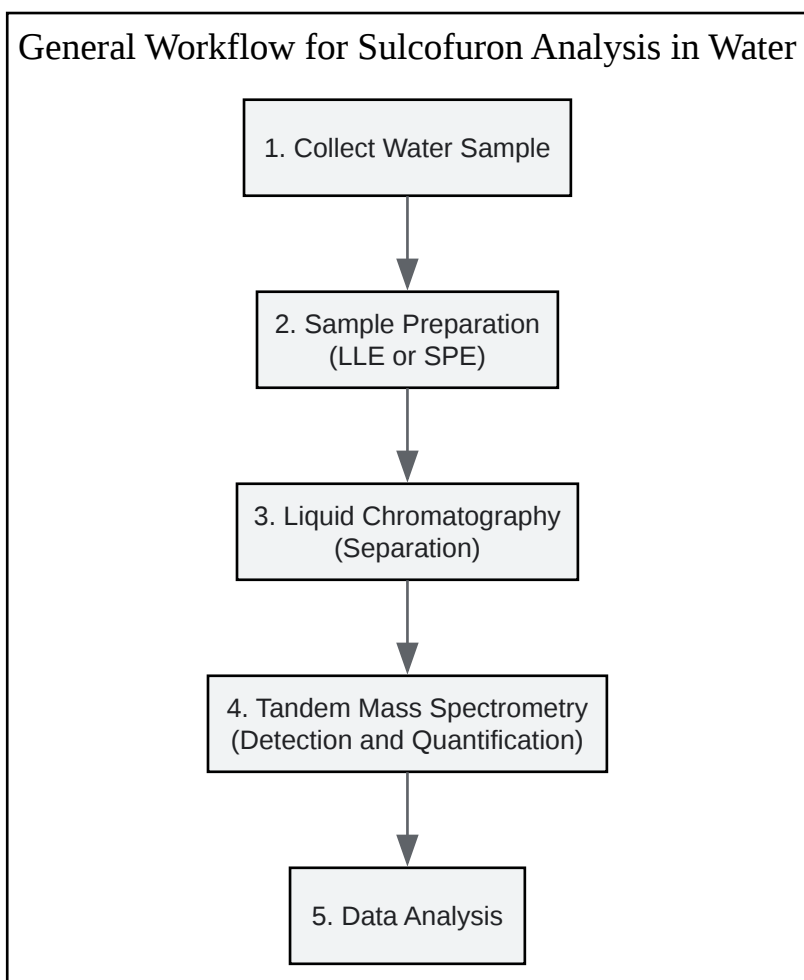 General Workflow for Sulcofuron Analysis in Water
1. Collect Water Sample
2. Sample Preparation
(LLE or SPE)
3. Liquid Chromatography
(Separation)
4. Tandem Mass Spectrometry
(Detection and Quantification)
5. Data Analysis